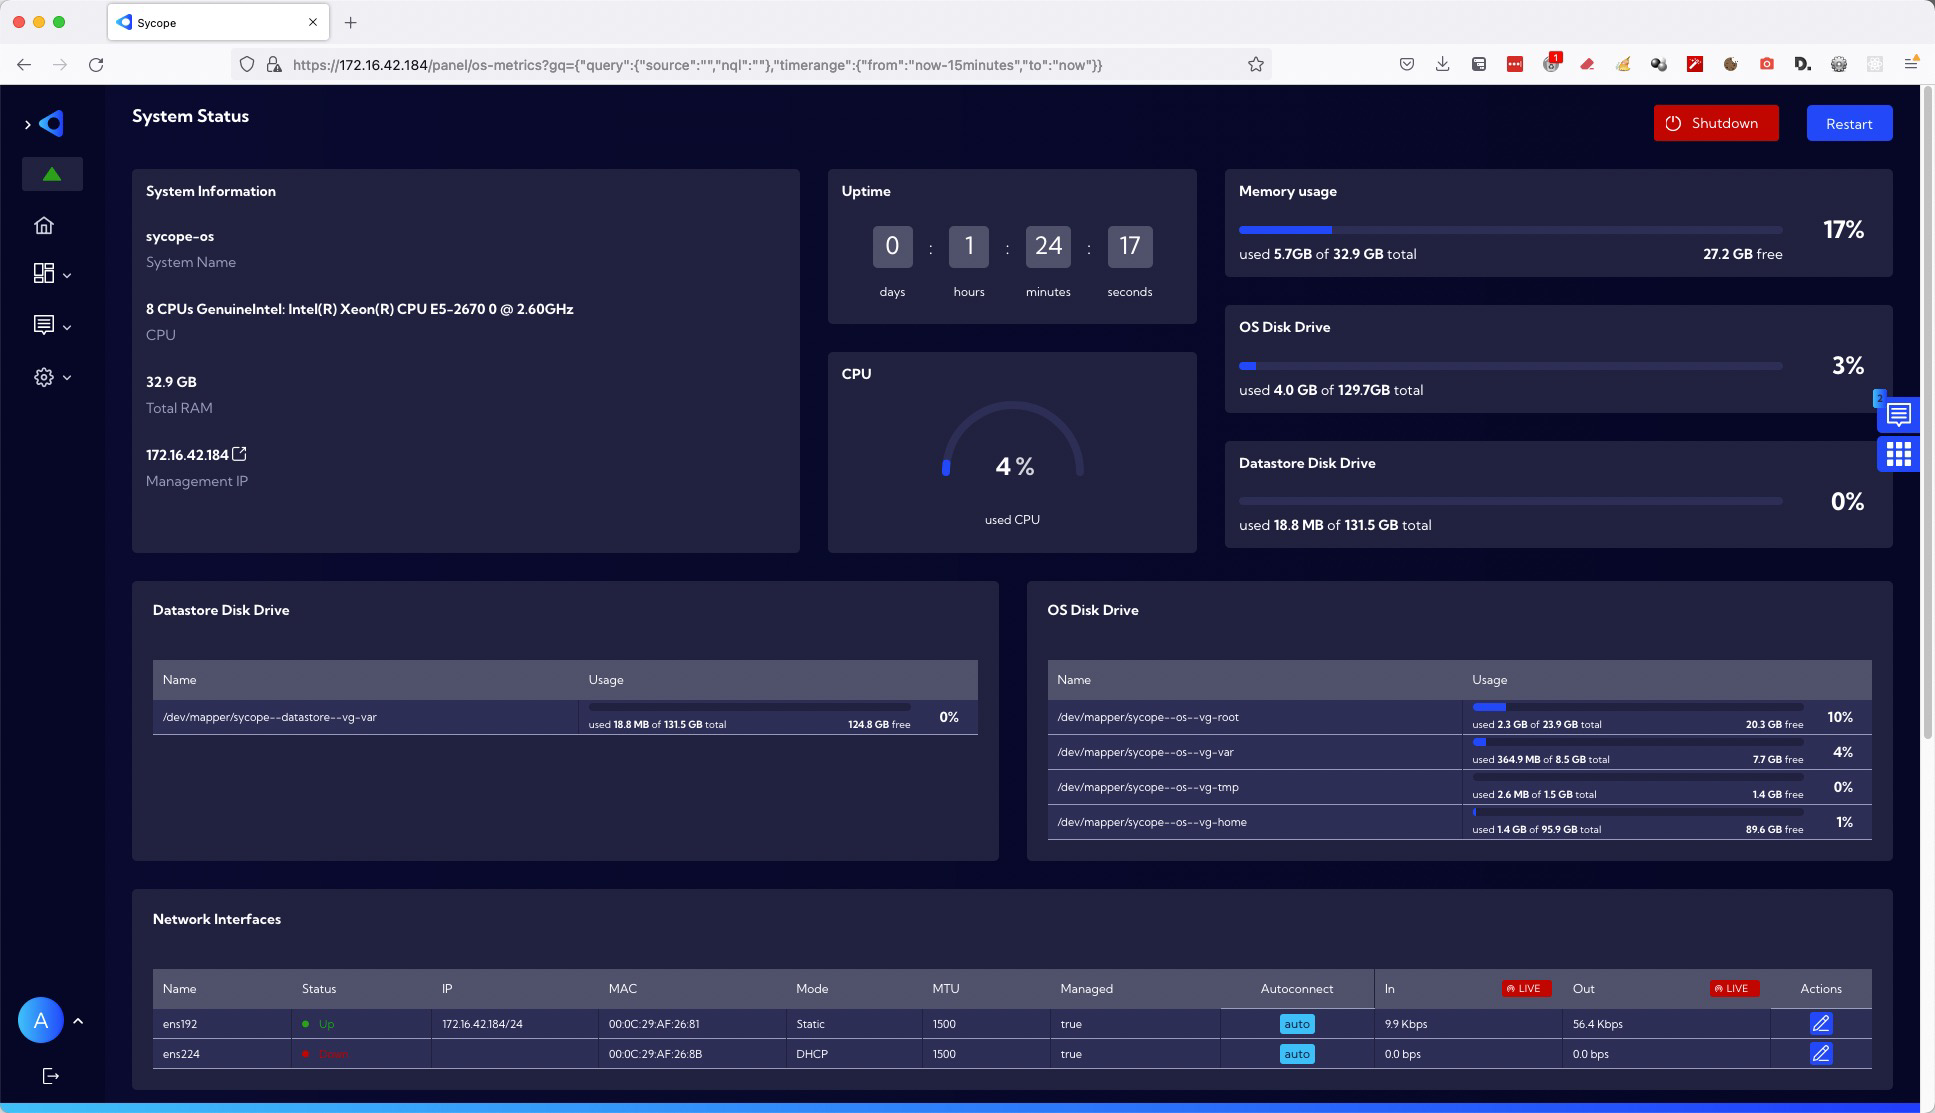 Sycope
https://172.16.42.184/panel/os-metrics?gq={"query":{"source":"","nql":""},"timerange":{"from":"now-15minutes","to":"now"}}
1
D.
System Status
Shutdown
Restart
System Information
sycope-os
System Name
8 CPUs GenuineIntel: Intel(R) Xeon(R) CPU E5-2670 0 @ 2.60GHz
CPU
32.9 GB
Total RAM
172.16.42.184
Management IP
Uptime
0 : 1 : 24 : 17
days hours minutes seconds
CPU
4 %
used CPU
Memory usage
17%
used 5.7GB of 32.9 GB total 27.2 GB free
OS Disk Drive
3%
used 4.0 GB of 129.7GB total
2
Datastore Disk Drive
0%
used 18.8 MB of 131.5 GB total
Datastore Disk Drive
Name Usage
/dev/mapper/sycope--datastore--vg-var used 18.8 MB of 131.5 GB total 124.8 GB free 0%
OS Disk Drive
Name Usage
/dev/mapper/sycope--os--vg-root used 2.3 GB of 23.9 GB total 20.3 GB free 10%
/dev/mapper/sycope--os--vg-var used 364.9 MB of 8.5 GB total 7.7 GB free 4%
/dev/mapper/sycope--os--vg-tmp used 2.6 MB of 1.5 GB total 1.4 GB free 0%
/dev/mapper/sycope--os--vg-home used 1.4 GB of 95.9 GB total 89.6 GB free 1%
Network Interfaces
Name Status IP MAC Mode MTU Managed Autoconnect In LIVE Out LIVE Actions
ens192 Up 172.16.42.184/24 00:0C:29:AF:26:81 Static 1500 true auto 9.9 Kbps 56.4 Kbps
ens224 Down 00:0C:29:AF:26:8B DHCP 1500 true auto 0.0 bps 0.0 bps
A